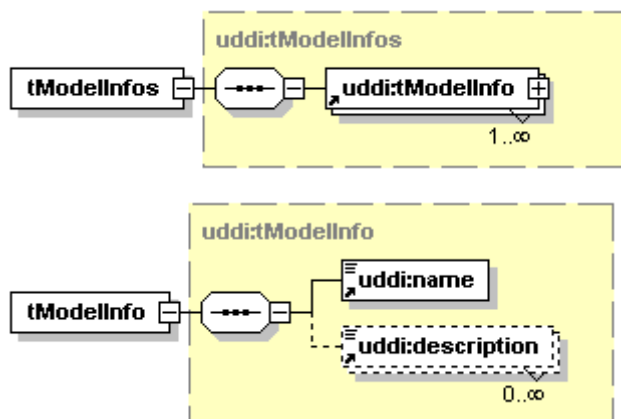 uddi:tModelInfos
tModelInfos
uddi:tModelInfo
1..∞
uddi:tModelInfo
uddi:name
tModelInfo
uddi:description
0..∞